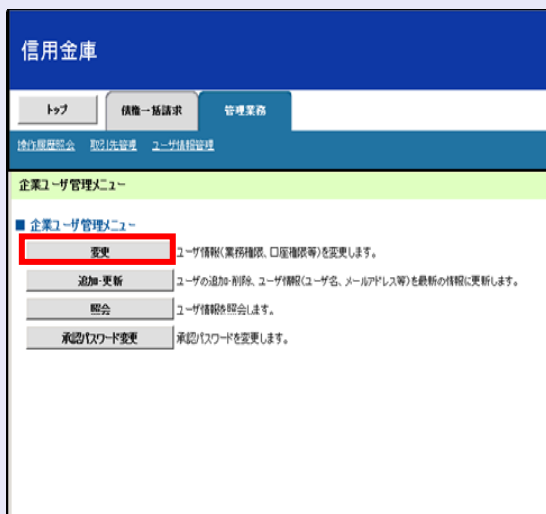 信用金庫
トップ 債権一括請求 管理業務
操作履歴照会 取引先管理 ユーザ情報管理
企業ユーザ管理メニュー
■ 企業ユーザ管理メニュー
変更 ユーザ情報(業務権限、口座権限等)を変更します。
追加・更新 ユーザの追加・削除、ユーザ情報(ユーザ名、メールアドレス等)を最新の情報に更新します。
照会 ユーザ情報を照会します。
承認パスワード変更 承認パスワードを変更します。